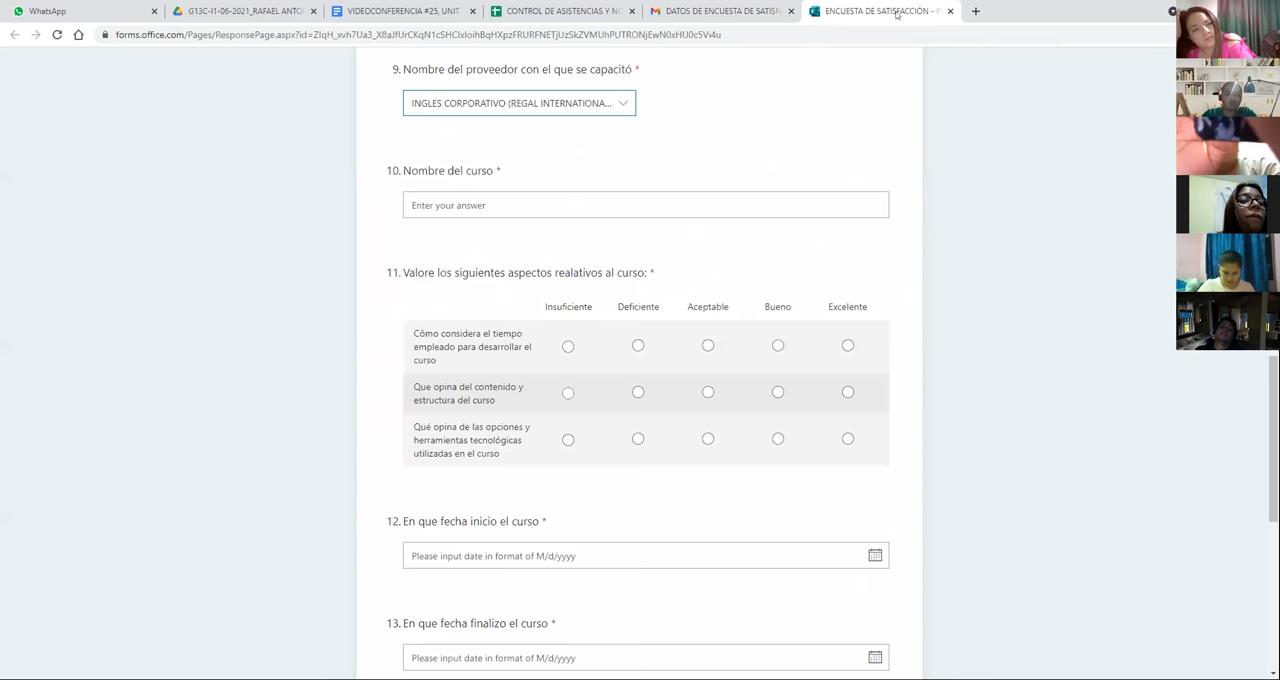 WhatsApp
G13C-I1-06-2021_RAFAEL ANTO
VIDEOCONFERENCIA #25, UNIT
CONTROL DE ASISTENCIAS Y NO
DATOS DE ENCUESTA DE SATISFA
ENCUESTA DE SATISFACCIÓN - P
forms.office.com/Pages/ResponsePage.aspx?id=ZIqH_xvh7Ua3_X8aJfUrCKqN1cSHCIxIoihBqHXpzFRURFNETjUzSkZVMUhPUTRONjEwN0xHU0c5Vi4u
9. Nombre del proveedor con el que se capacitó *
INGLES CORPORATIVO (REGAL INTERNATIONA...
10. Nombre del curso *
Enter your answer
11. Valore los siguientes aspectos realativos al curso: *
Insuficiente Deficiente Aceptable Bueno Excelente
Cómo considera el tiempo
empleado para desarrollar el
curso
Que opina del contenido y
estructura del curso
Qué opina de las opciones y
herramientas tecnológicas
utilizadas en el curso
12. En que fecha inicio el curso *
Please input date in format of M/d/yyyy
13. En que fecha finalizo el curso *
Please input date in format of M/d/yyyy